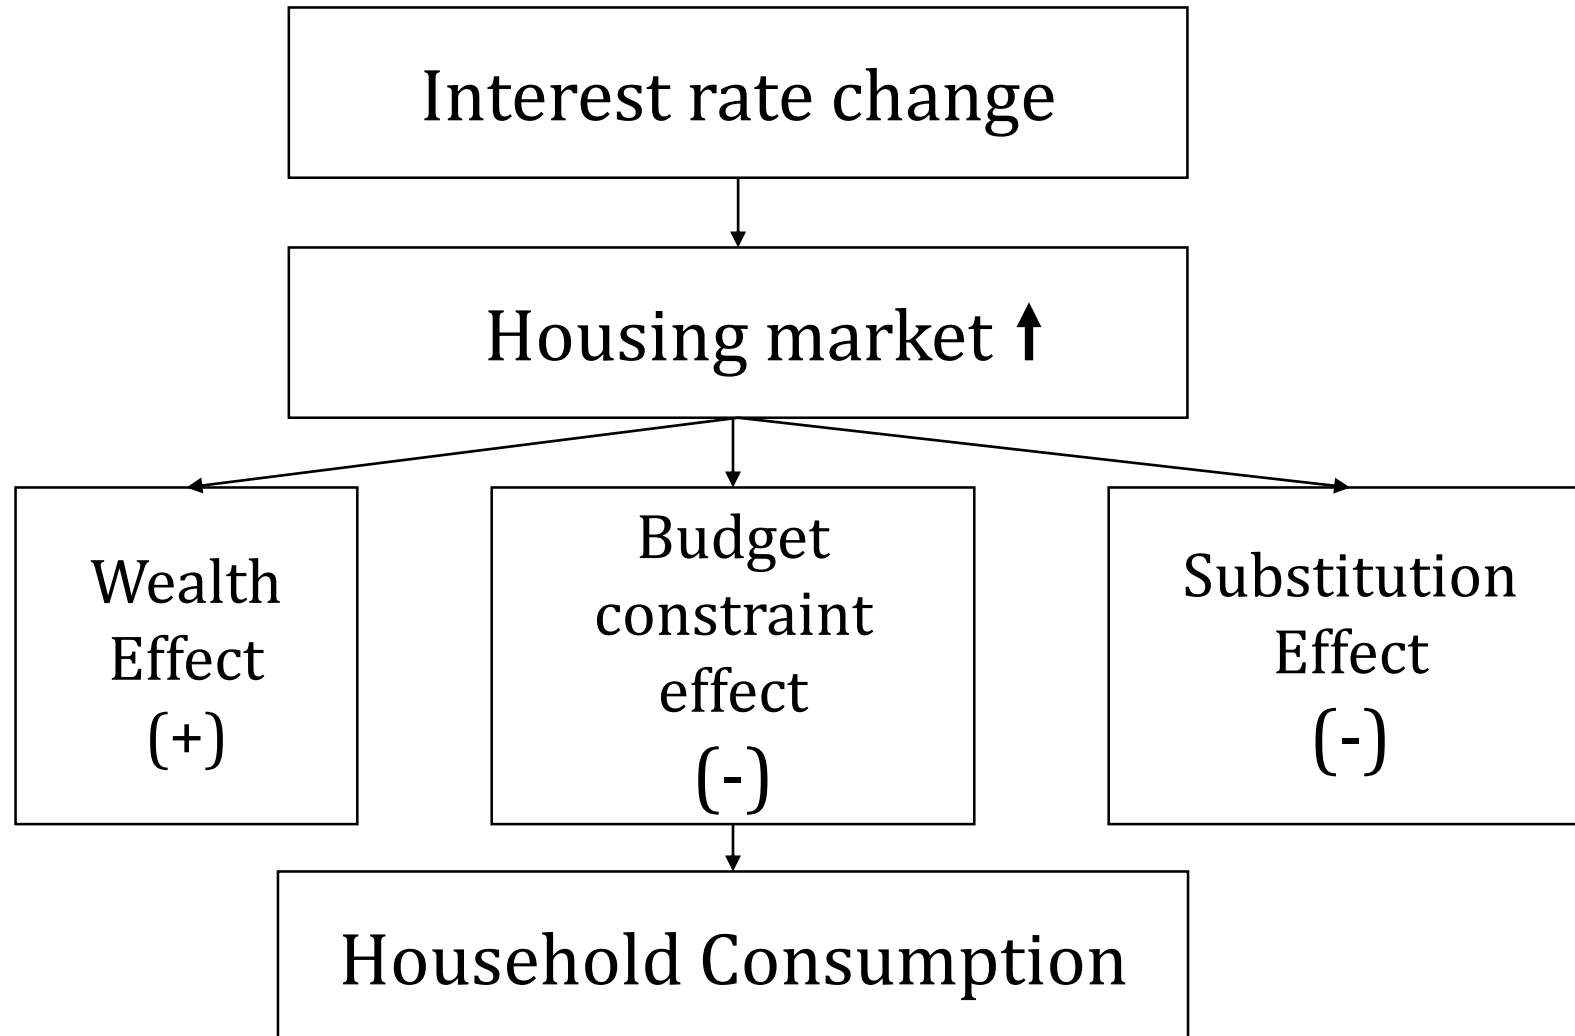 Interest rate change
Housing market ⬆
Wealth
Effect
(+)
Budget
constraint
effect
(-)
Substitution
Effect
(-)
Household Consumption